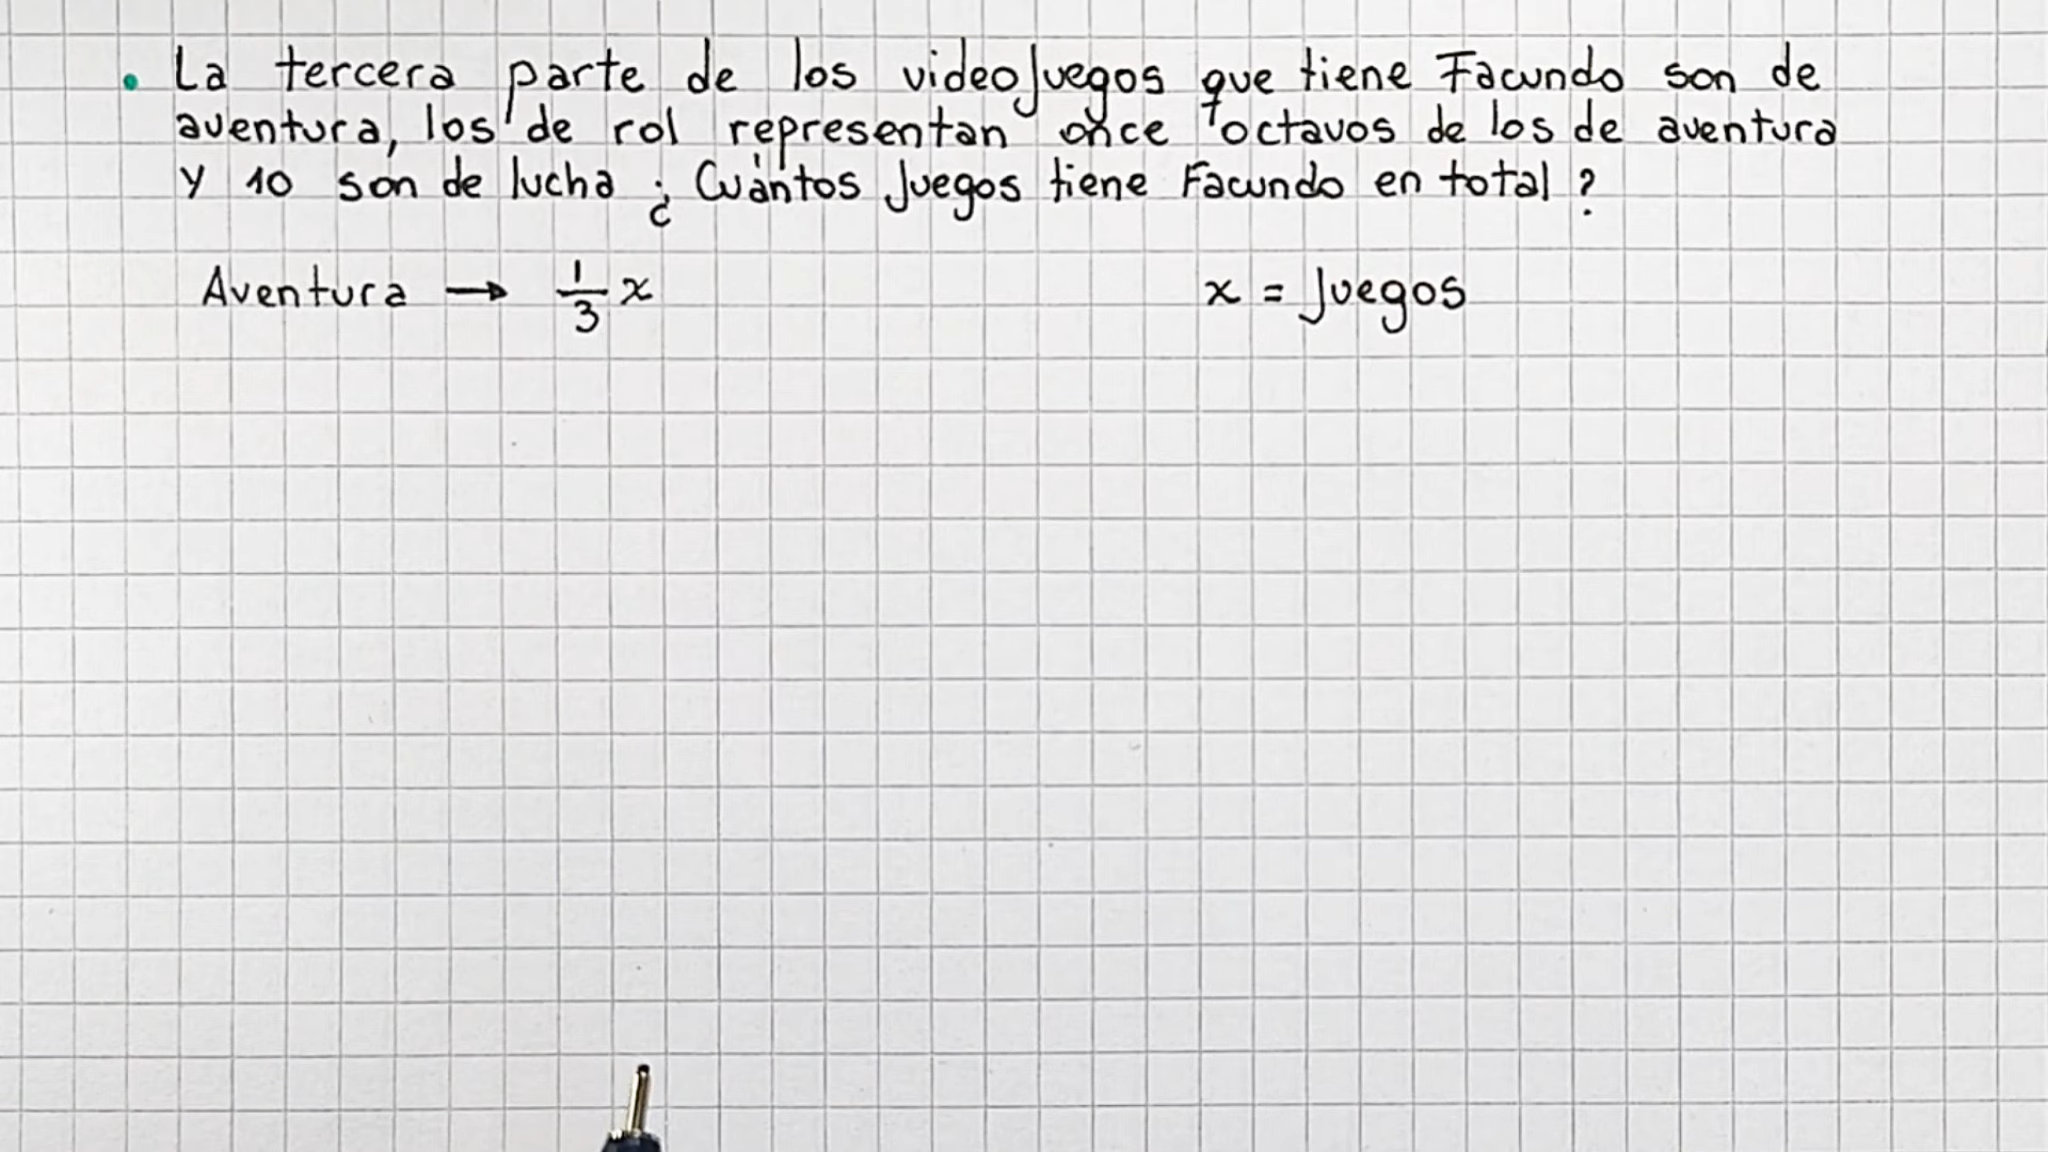 • La tercera parte de los videojuegos que tiene Facundo son de
aventura, los de rol representan once octavos de los de aventura
y 10 son de lucha ¿Cuántos juegos tiene Facundo en total?
Aventura → 1/3 x x = Juegos